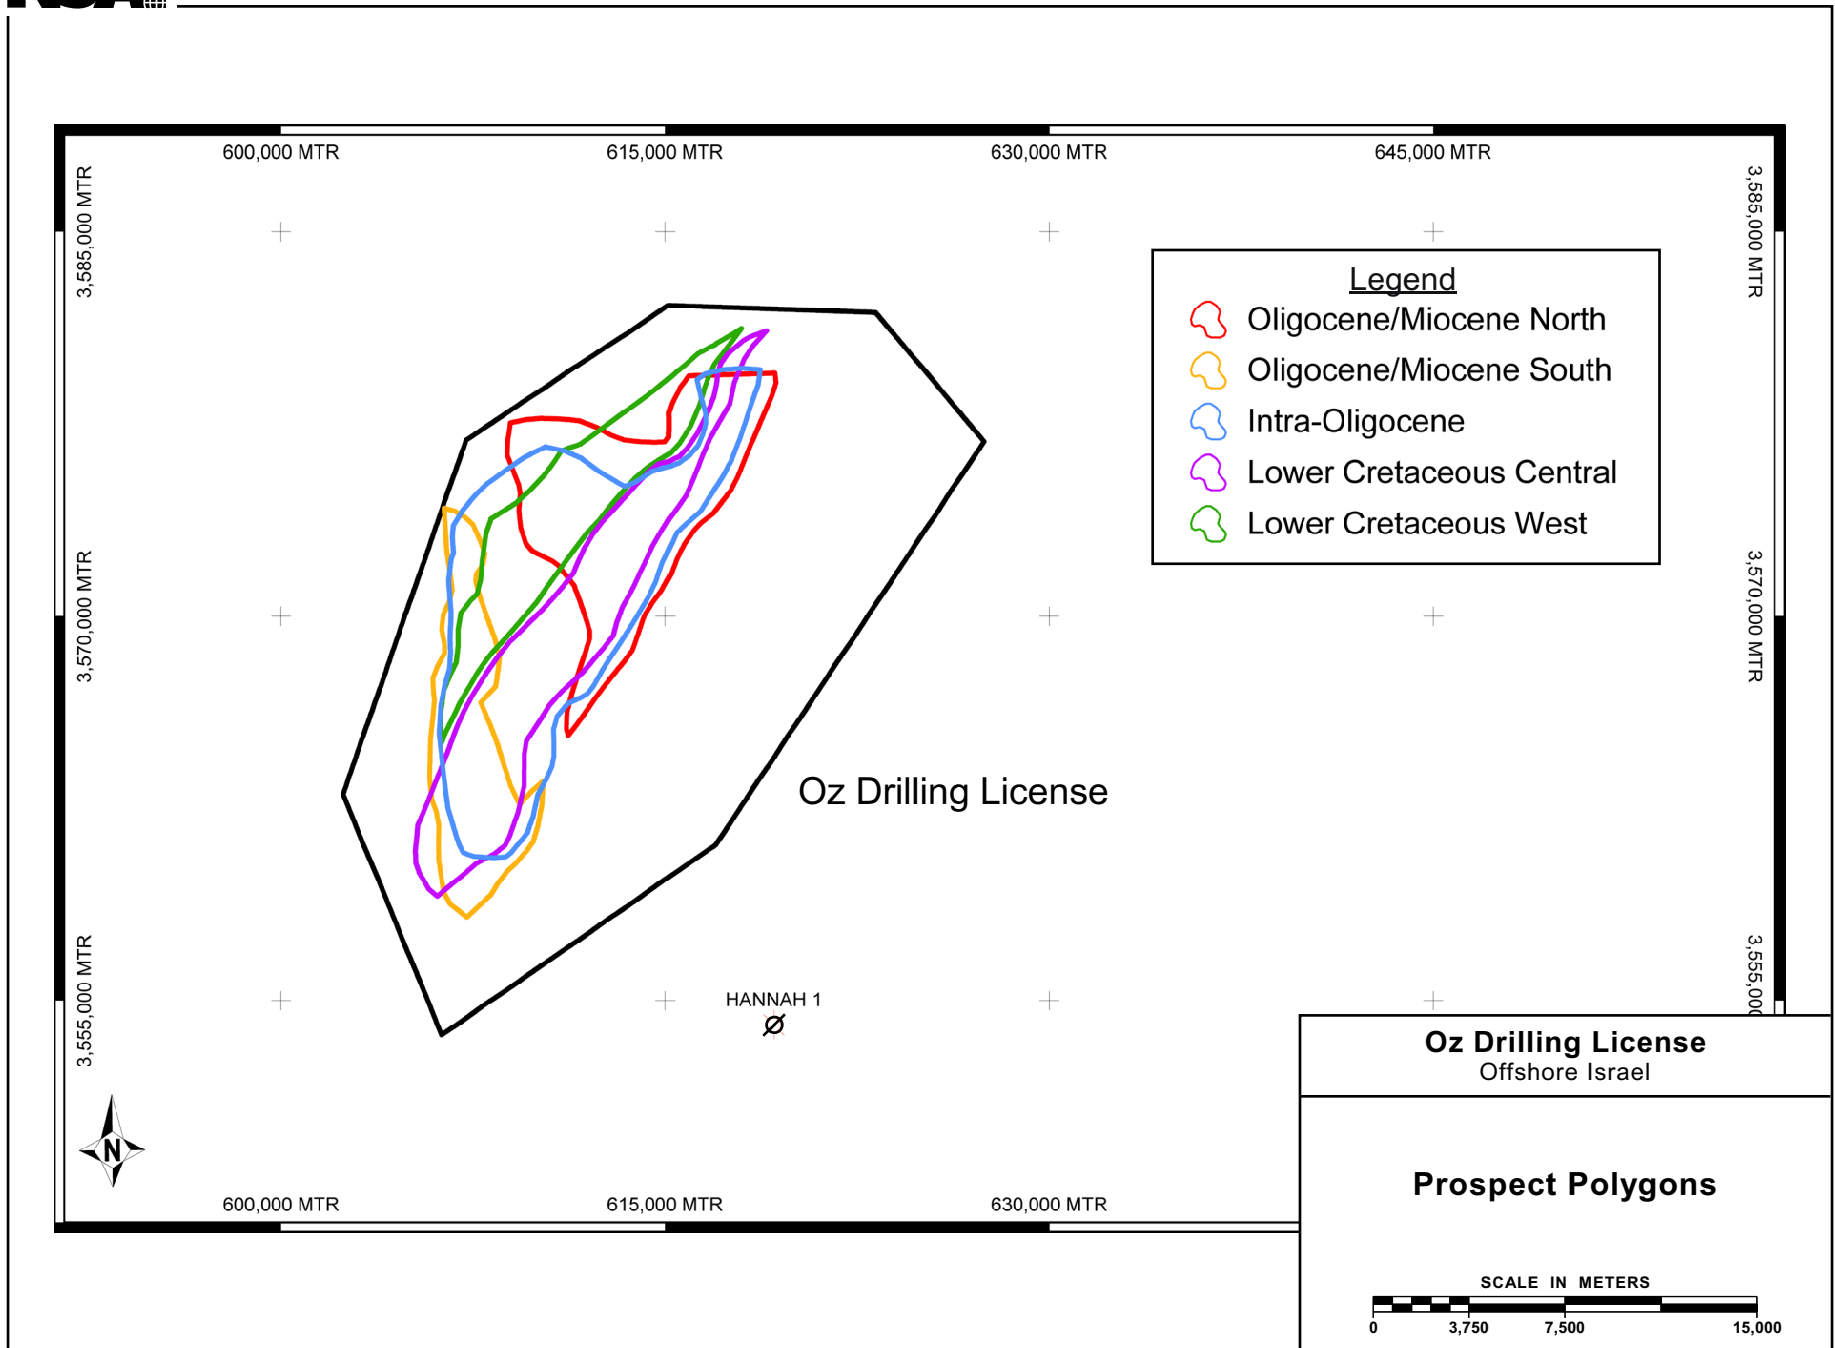 600,000 MTR 615,000 MTR 630,000 MTR 645,000 MTR
3,585,000 MTR
3,585,000 MTR
Legend
Oligocene/Miocene North
Oligocene/Miocene South
Intra-Oligocene
Lower Cretaceous Central
Lower Cretaceous West
3,570,000 MTR
3,570,000 MTR
Oz Drilling License
3,555,000 MTR
3,555,000
HANNAH 1
N
600,000 MTR 615,000 MTR 630,000 MTR
Oz Drilling License
Offshore Israel
Prospect Polygons
SCALE IN METERS
0 3,750 7,500 15,000